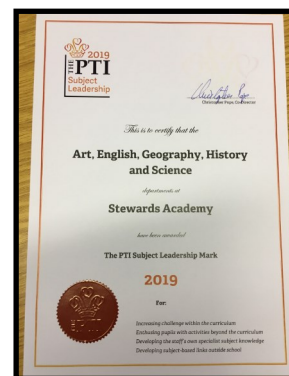 2019
THE PTI
Subject
Leadership
Christopher Pope, Co-Director
This is to certify that the
Art, English, Geography, History
and Science
departments at
Stewards Academy
have been awarded
The PTI Subject Leadership Mark
2019
For:
Increasing challenge within the curriculum
Enthusing pupils with activities beyond the curriculum
Developing the staff's own specialist subject knowledge
Developing subject-based links outside school